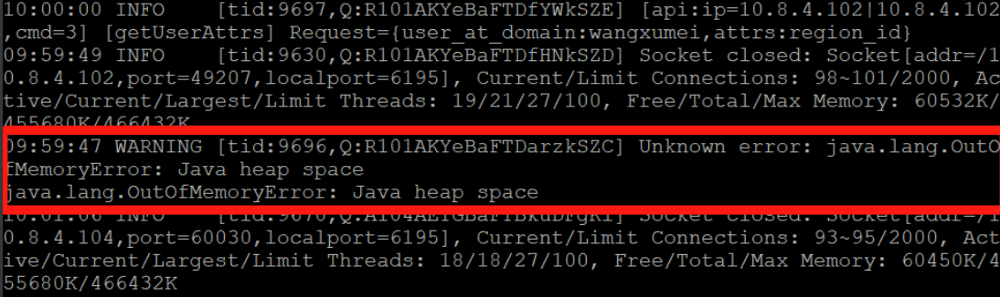 10:00:00 INFO    [tid:9697,Q:R101AKYeBaFTDfYWkSZE] [api:ip=10.8.4.102|10.8.4.102
,cmd=3] [getUserAttrs] Request={user_at_domain:wangxumei,attrs:region_id}
09:59:49 INFO    [tid:9630,Q:R101AKYeBaFTDfHNkSZD] Socket closed: Socket[addr=/1
0.8.4.102,port=49207,localport=6195], Current/Limit Connections: 98~101/2000, Ac
tive/Current/Largest/Limit Threads: 19/21/27/100, Free/Total/Max Memory: 60532K/
455680K/466432K
09:59:47 WARNING [tid:9696,Q:R101AKYeBaFTDarzkSZC] Unknown error: java.lang.OutO
fMemoryError: Java heap space
java.lang.OutOfMemoryError: Java heap space
10:01:06 INFO    Socket closed: Socket[addr=/1
0.8.4.104,port=60030,localport=6195], Current/Limit Connections: 93~95/2000, Act
ive/Current/Largest/Limit Threads: 18/18/27/100, Free/Total/Max Memory: 60450K/4
55680K/466432K